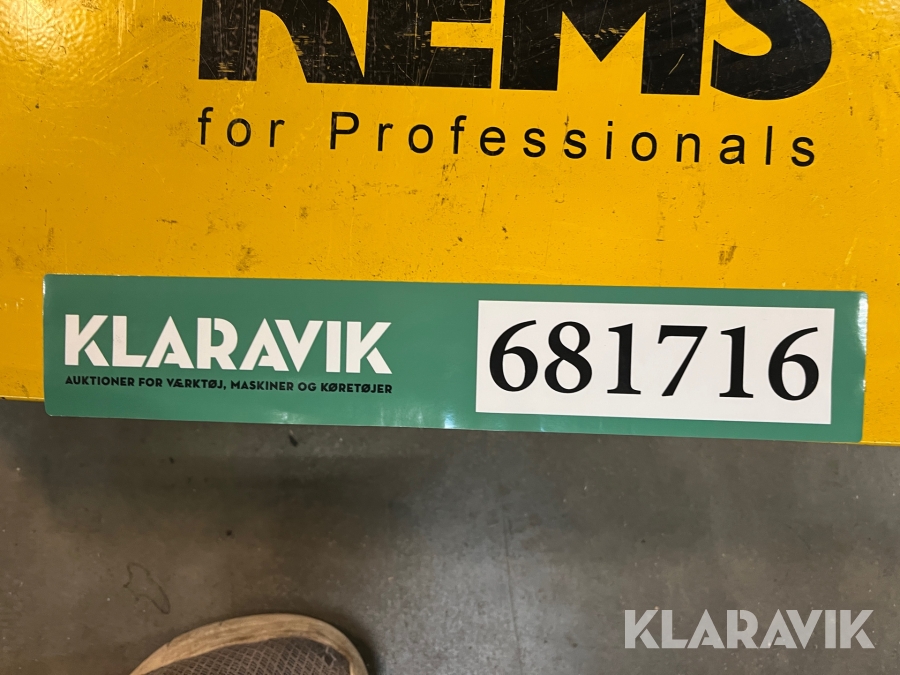 REMS
for Professionals
KLARAVIK
AUKTIONER FOR VÆRKTØJ, MASKINER OG KØRETØJER
681716
KLARAVIK